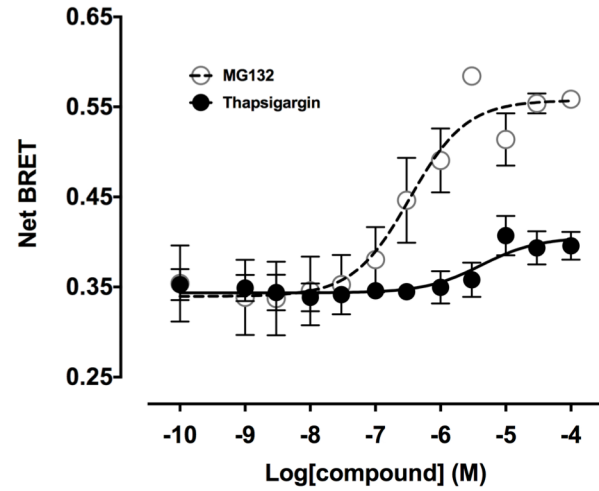 0.65
0.55
0.45
0.35
0.25
Net BRET
MG132
Thapsigargin
-10 -9 -8 -7 -6 -5 -4
Log[compound] (M)